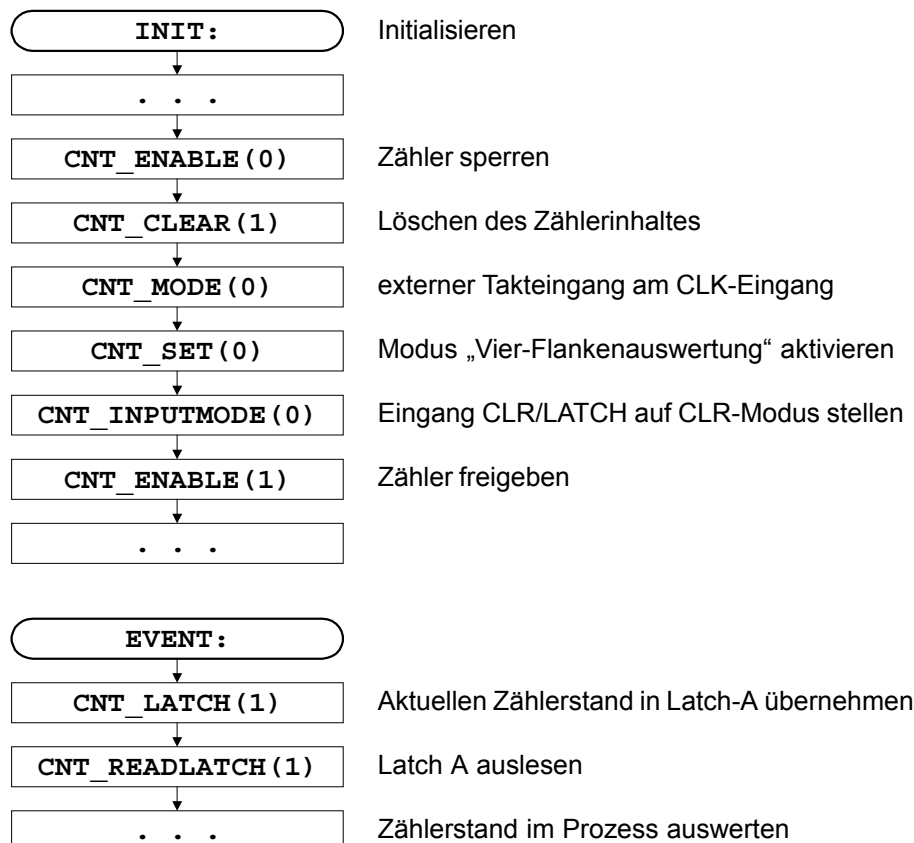 INIT: Initialisieren
. . .
CNT_ENABLE(0) Zähler sperren
CNT_CLEAR(1) Löschen des Zählerinhaltes
CNT_MODE(0) externer Takteingang am CLK-Eingang
CNT_SET(0) Modus „Vier-Flankenauswertung“ aktivieren
CNT_INPUTMODE(0) Eingang CLR/LATCH auf CLR-Modus stellen
CNT_ENABLE(1) Zähler freigeben
. . .
EVENT:
CNT_LATCH(1) Aktuellen Zählerstand in Latch-A übernehmen
CNT_READLATCH(1) Latch A auslesen
. . . Zählerstand im Prozess auswerten